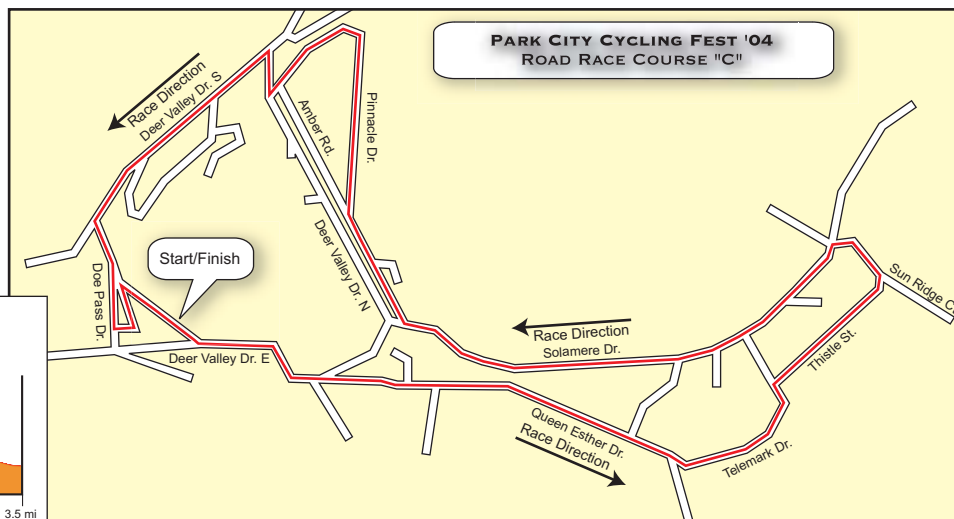 PARK CITY CYCLING FEST '04
ROAD RACE COURSE "C"
Race Direction
Deer Valley Dr. S
Amber Rd.
Pinnacle Dr.
Deer Valley Dr. N
Start/Finish
Doe Pass Dr.
Deer Valley Dr. E
Race Direction
Solamere Dr.
Sun Ridge C
Thistle St.
Queen Esther Dr.
Race Direction
Telemark Dr.
3.5 mi